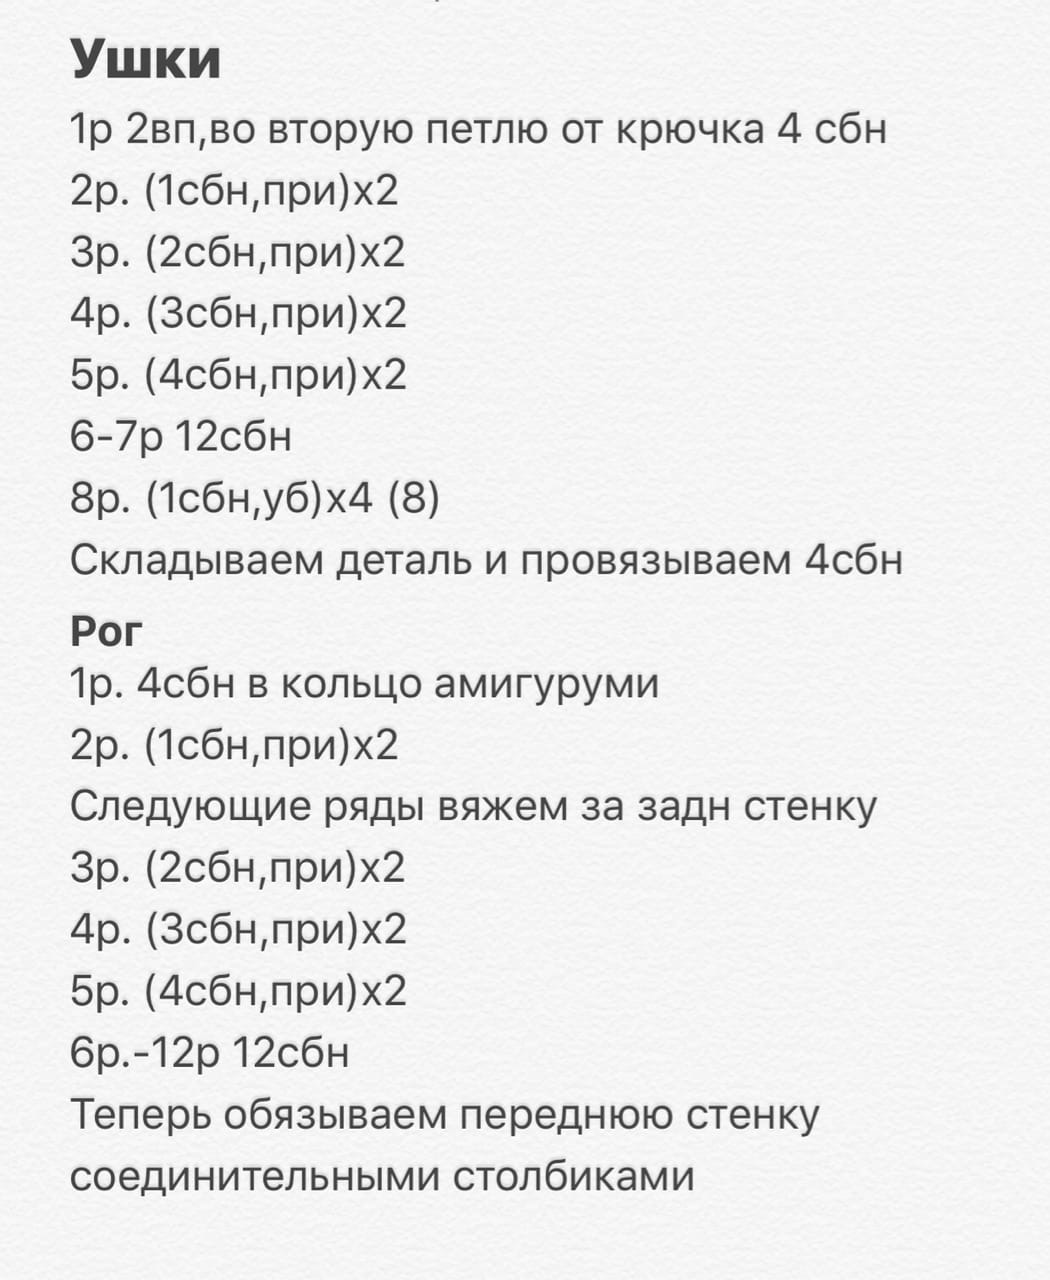 Ушки
1р 2вп,во вторую петлю от крючка 4 сбн
2р. (1сбн,при)х2
3р. (2сбн,при)х2
4р. (3сбн,при)х2
5р. (4сбн,при)х2
6-7р 12сбн
8р. (1сбн,уб)х4 (8)
Складываем деталь и провязываем 4сбн
Рог
1р. 4сбн в кольцо амигуруми
2р. (1сбн,при)х2
Следующие ряды вяжем за задн стенку
3р. (2сбн,при)х2
4р. (3сбн,при)х2
5р. (4сбн,при)х2
6р.-12р 12сбн
Теперь обязываем переднюю стенку
соединительными столбиками